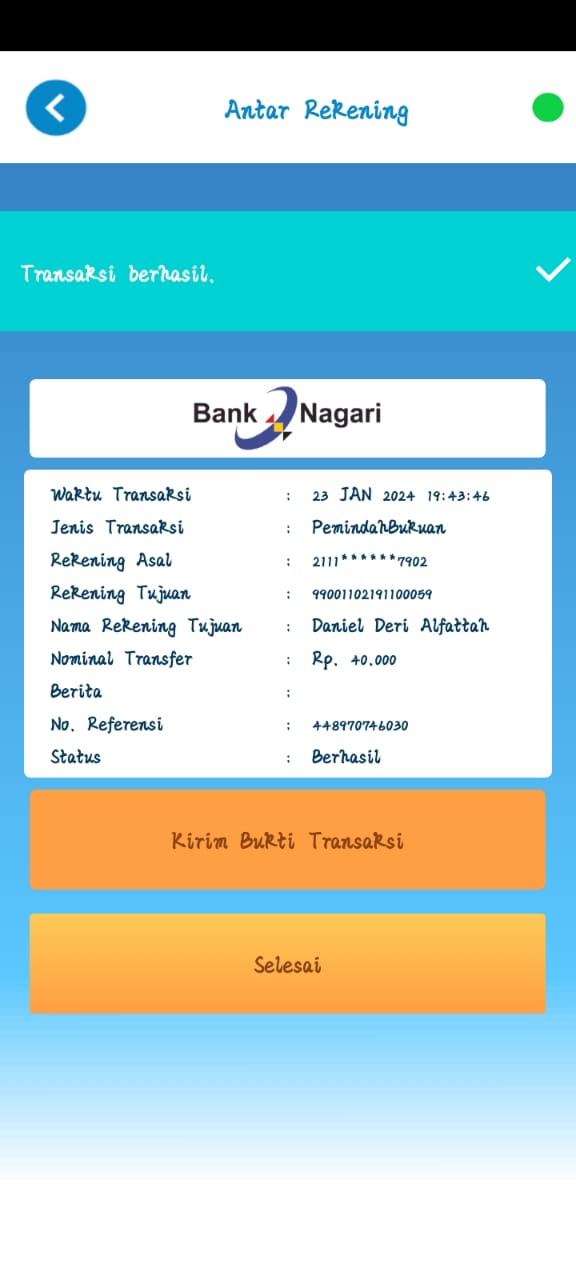 Antar Rekening
Transaksi berhasil.
Bank Nagari
Waktu Transaksi : 23 JAN 2024 19:43:46
Jenis Transaksi : PemindahBukuan
Rekening Asal : 2111******7902
Rekening Tujuan : 99001102191100059
Nama Rekening Tujuan : Daniel Deri Alfattah
Nominal Transfer : Rp. 40.000
Berita :
No. Referensi : 448970746030
Status : Berhasil
Kirim Bukti Transaksi
Selesai